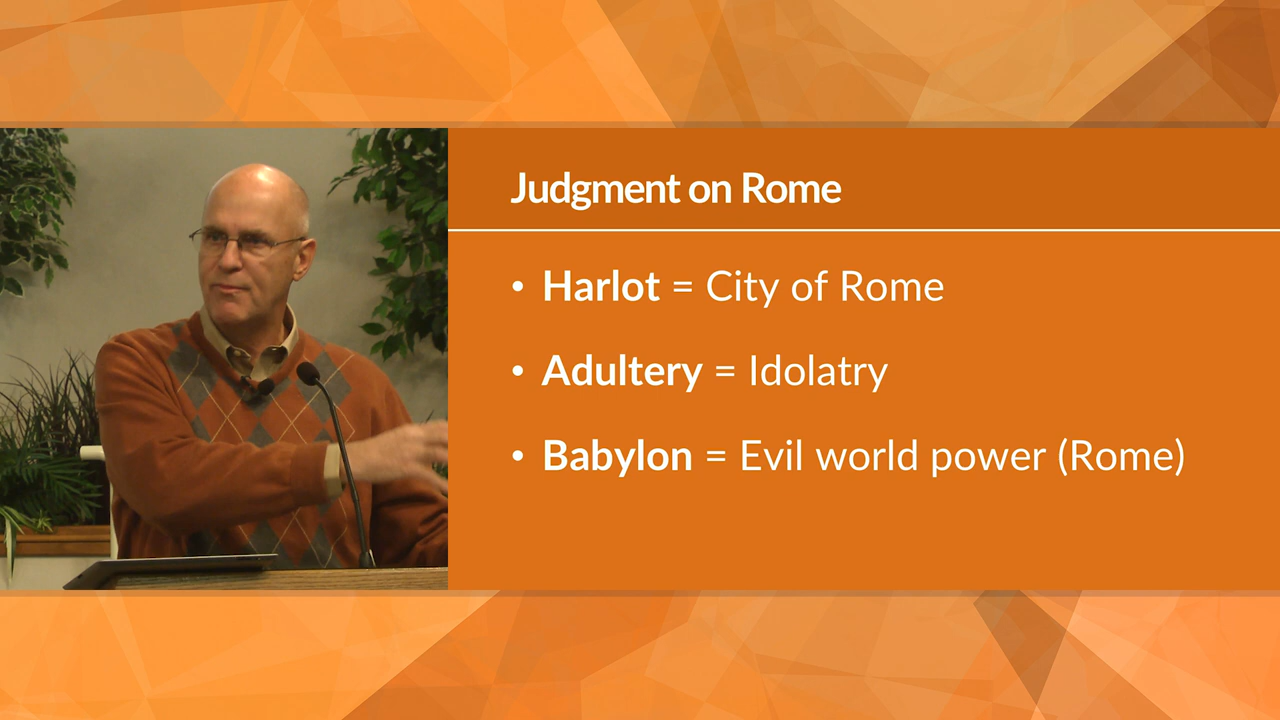 Judgment on Rome
• Harlot = City of Rome
• Adultery = Idolatry
• Babylon = Evil world power (Rome)